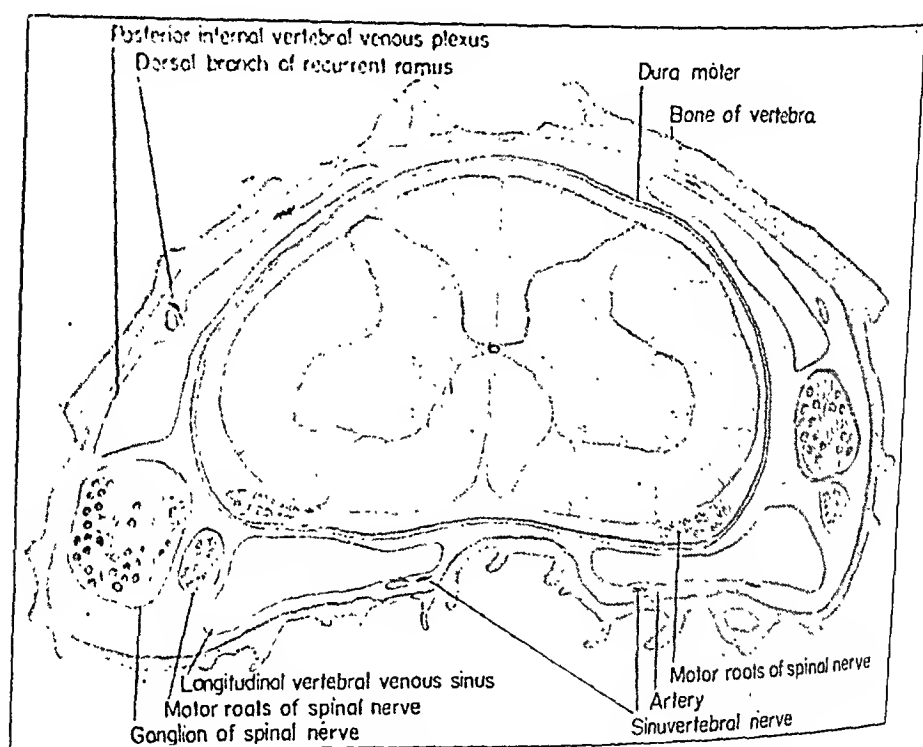 Posterior internal vertebral venous plexus
Dorsal branch of recurrent ramus
Dura mater
Bone of vertebra
Longitudinal vertebral venous sinus
Motor roots of spinal nerve
Ganglion of spinal nerve
Motor roots of spinal nerve
Artery
Sinuvertebral nerve